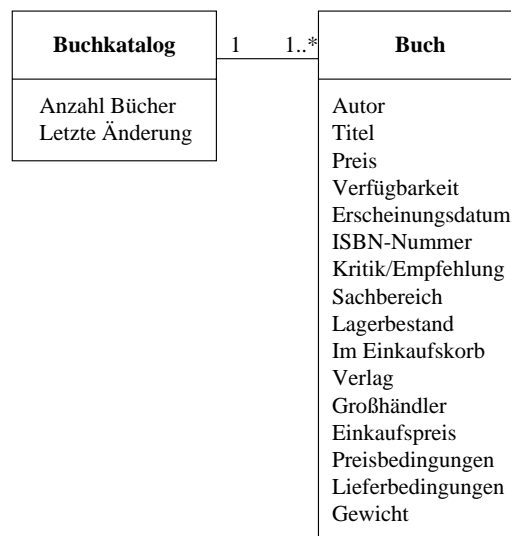 Buchkatalog
1
1..*
Buch
Anzahl Bücher
Letzte Änderung
Autor
Titel
Preis
Verfügbarkeit
Erscheinungsdatum
ISBN-Nummer
Kritik/Empfehlung
Sachbereich
Lagerbestand
Im Einkaufskorb
Verlag
Großhändler
Einkaufspreis
Preisbedingungen
Lieferbedingungen
Gewicht